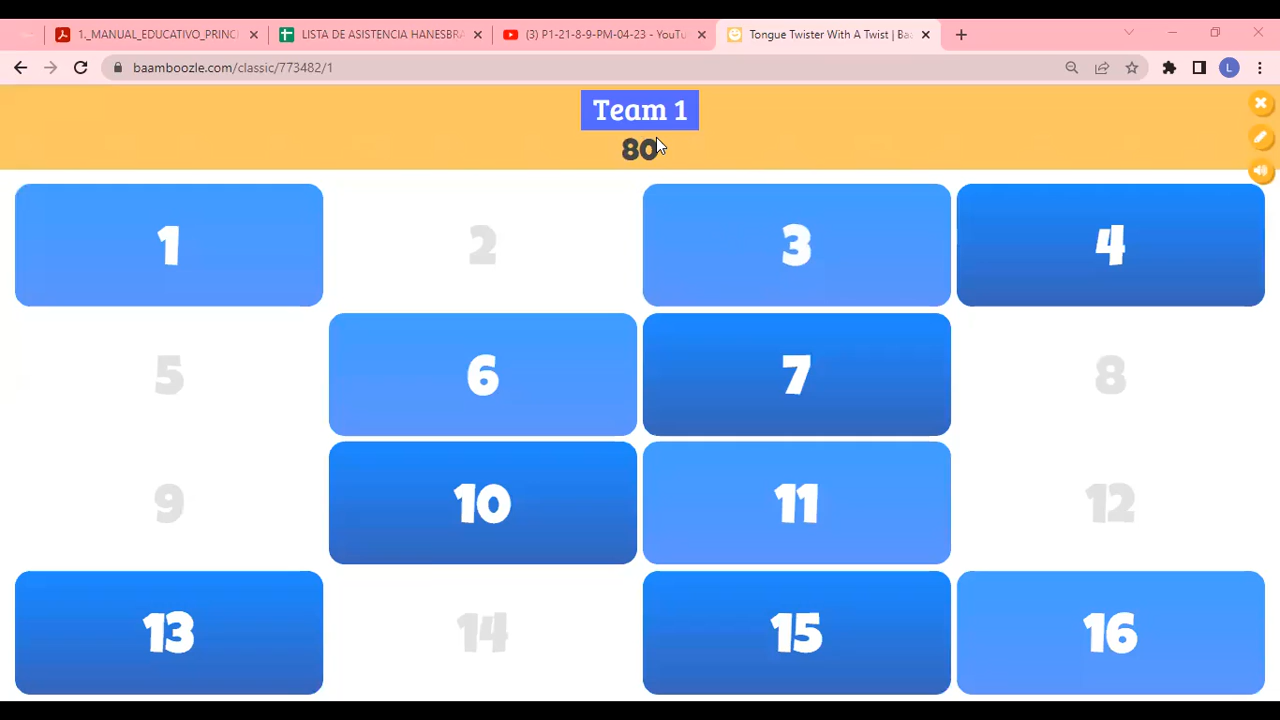 1._MANUAL_EDUCATIVO_PRINC
LISTA DE ASISTENCIA HANESBRA
(3) P1-21-8-9-PM-04-23 - YouTu
Tongue Twister With A Twist | Baa
baamboozle.com/classic/773482/1
L
Team 1
80
1
2
3
4
5
6
7
8
9
10
11
12
13
14
15
16